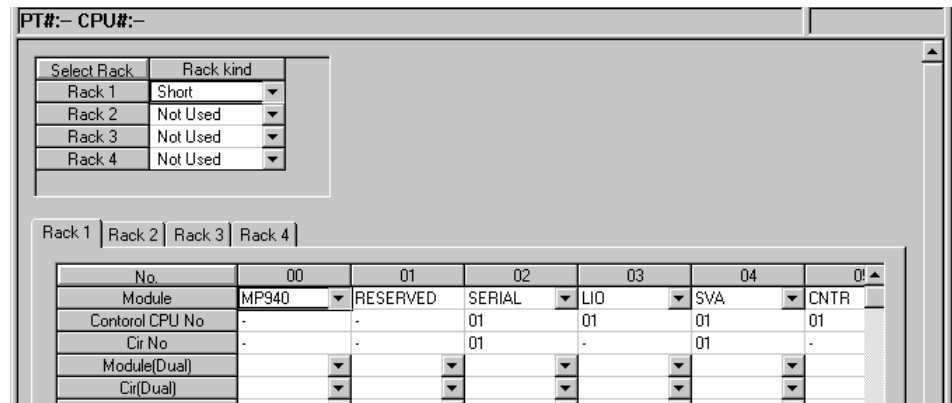 PT#:– CPU#:–
Select Rack Rack kind
Rack 1 Short
Rack 2 Not Used
Rack 3 Not Used
Rack 4 Not Used
Rack 1 Rack 2 Rack 3 Rack 4
No. 00 01 02 03 04
Module MP940 RESERVED SERIAL LIO SVA CNTR
Contorol CPU No - - 01 01 01 01
Cir No - - 01 - 01 -
Module(Dual)
Cir(Dual)